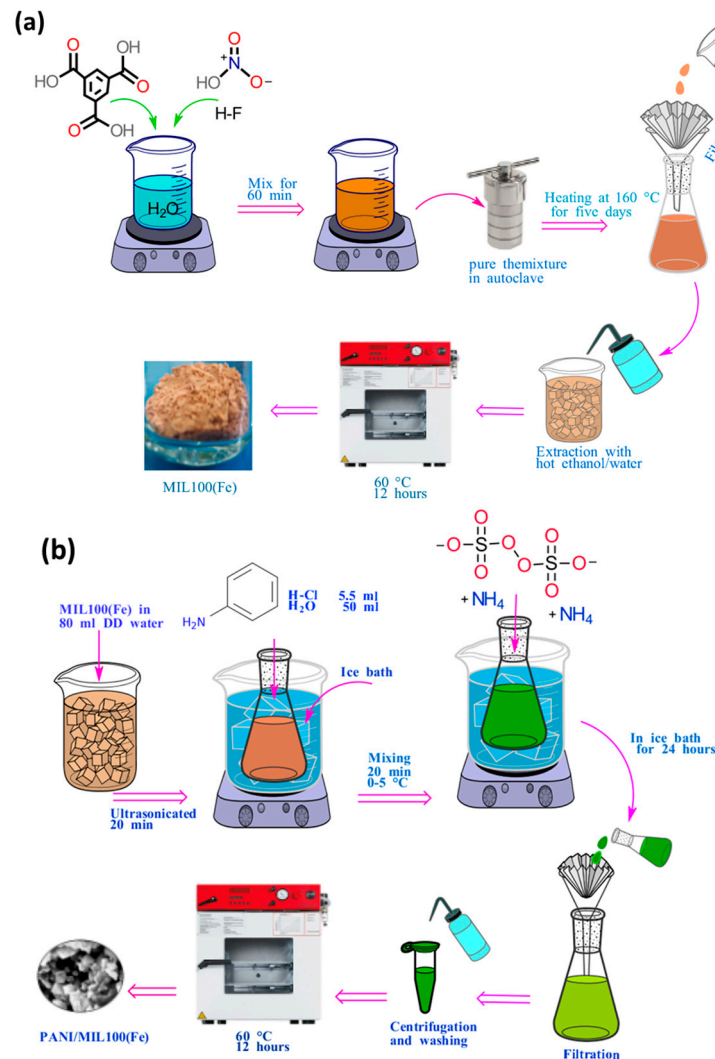 (a)
O
HO
OH
O
O
OH
O
N
+
HO
O−
H-F
H2O
Mix for
60 min
pure themixture
in autoclave
Heating at 160 °C
for five days
Extraction with
hot ethanol/water
60 °C
12 hours
MIL100(Fe)
(b)
MIL100(Fe) in
80 ml DD water
Ultrasonicated
20 min
H2N
H-Cl 5.5 ml
H2O 50 ml
Ice bath
Mixing
20 min
0-5 °C
O O
−O S O O S O−
O O
+ NH4
+ NH4
In ice bath
for 24 hours
Filtration
Centrifugation
and washing
60 °C
12 hours
PANI/MIL100(Fe)